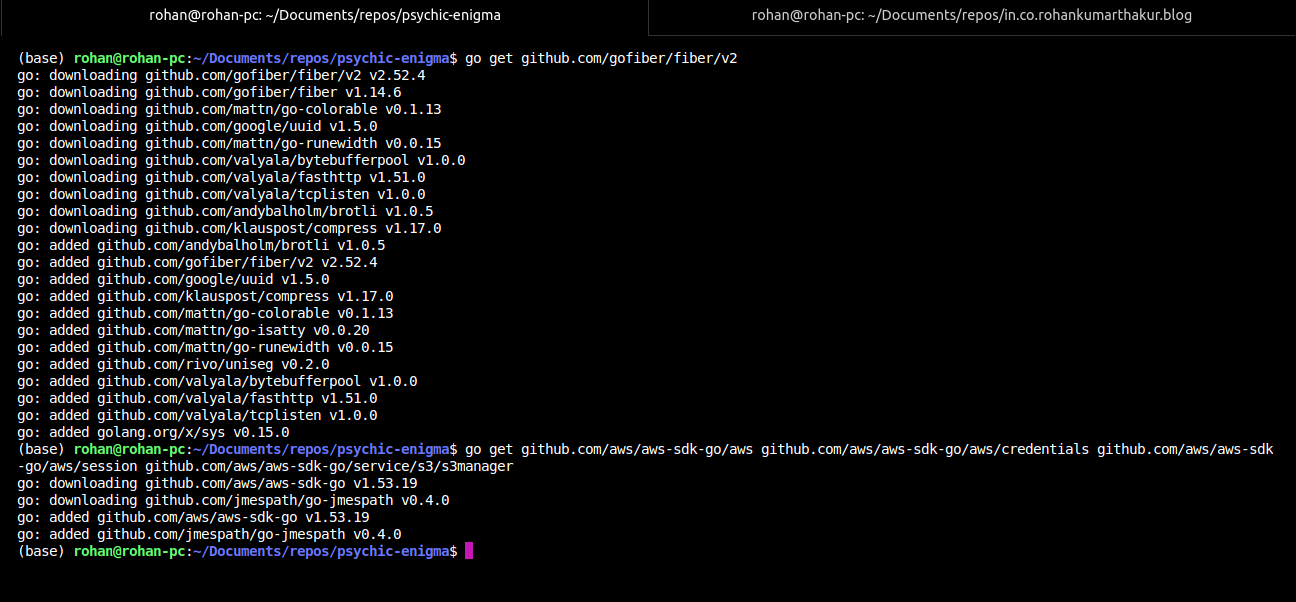 rohan@rohan-pc: ~/Documents/repos/psychic-enigma
rohan@rohan-pc: ~/Documents/repos/in.co.rohankumarthakur.blog
(base) rohan@rohan-pc:~/Documents/repos/psychic-enigma$ go get github.com/gofiber/fiber/v2
go: downloading github.com/gofiber/fiber/v2 v2.52.4
go: downloading github.com/gofiber/fiber v1.14.6
go: downloading github.com/mattn/go-colorable v0.1.13
go: downloading github.com/google/uuid v1.5.0
go: downloading github.com/mattn/go-runewidth v0.0.15
go: downloading github.com/valyala/bytebufferpool v1.0.0
go: downloading github.com/valyala/fasthttp v1.51.0
go: downloading github.com/valyala/tcplisten v1.0.0
go: downloading github.com/andybalholm/brotli v1.0.5
go: downloading github.com/klauspost/compress v1.17.0
go: added github.com/andybalholm/brotli v1.0.5
go: added github.com/gofiber/fiber/v2 v2.52.4
go: added github.com/google/uuid v1.5.0
go: added github.com/klauspost/compress v1.17.0
go: added github.com/mattn/go-colorable v0.1.13
go: added github.com/mattn/go-isatty v0.0.20
go: added github.com/mattn/go-runewidth v0.0.15
go: added github.com/rivo/uniseg v0.2.0
go: added github.com/valyala/bytebufferpool v1.0.0
go: added github.com/valyala/fasthttp v1.51.0
go: added github.com/valyala/tcplisten v1.0.0
go: added golang.org/x/sys v0.15.0
(base) rohan@rohan-pc:~/Documents/repos/psychic-enigma$ go get github.com/aws/aws-sdk-go/aws github.com/aws/aws-sdk-go/aws/credentials github.com/aws/aws-sdk
-go/aws/session github.com/aws/aws-sdk-go/service/s3/s3manager
go: downloading github.com/aws/aws-sdk-go v1.53.19
go: downloading github.com/jmespath/go-jmespath v0.4.0
go: added github.com/aws/aws-sdk-go v1.53.19
go: added github.com/jmespath/go-jmespath v0.4.0
(base) rohan@rohan-pc:~/Documents/repos/psychic-enigma$